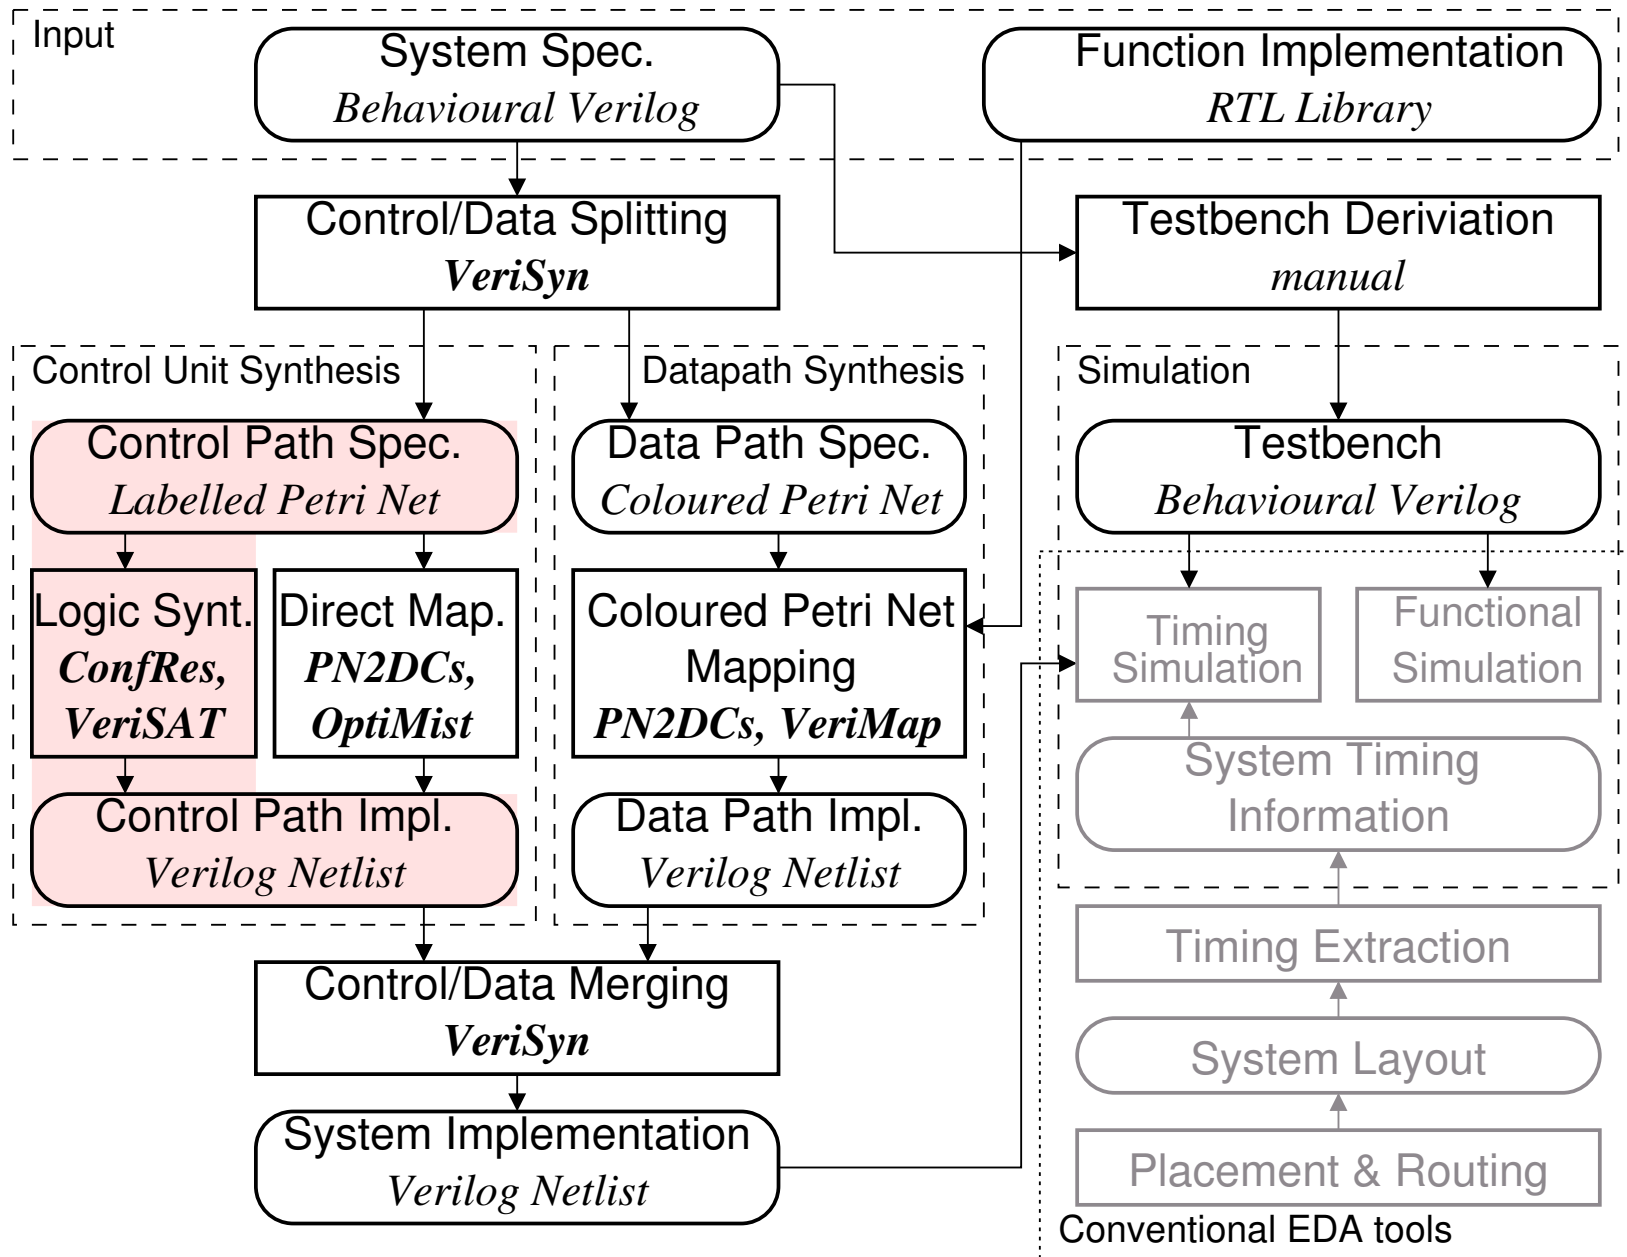 Input
System Spec.
Behavioural Verilog
Function Implementation
RTL Library
Control/Data Splitting
VeriSyn
Testbench Deriviation
manual
Control Unit Synthesis
Datapath Synthesis
Simulation
Control Path Spec.
Labelled Petri Net
Data Path Spec.
Coloured Petri Net
Testbench
Behavioural Verilog
Logic Synt.
ConfRes,
VeriSAT
Direct Map.
PN2DCs,
OptiMist
Coloured Petri Net
Mapping
PN2DCs, VeriMap
Timing
Simulation
Functional
Simulation
System Timing
Information
Control Path Impl.
Verilog Netlist
Data Path Impl.
Verilog Netlist
Timing Extraction
Control/Data Merging
VeriSyn
System Layout
System Implementation
Verilog Netlist
Placement & Routing
Conventional EDA tools